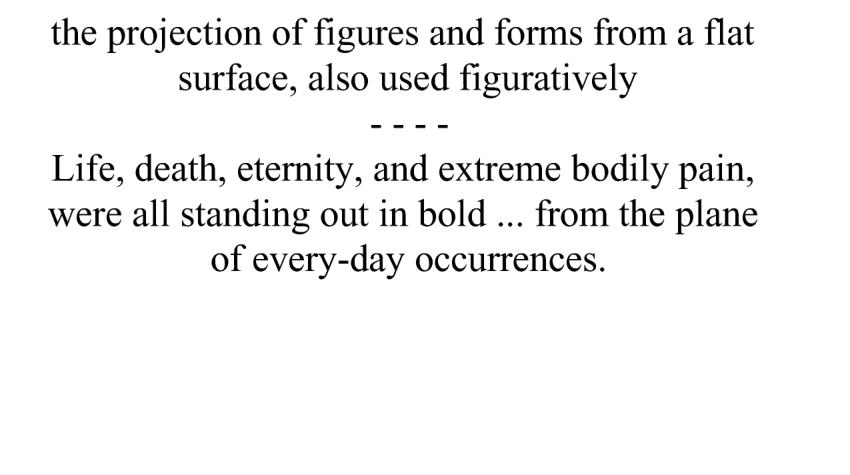 the projection of figures and forms from a flat
surface, also used figuratively
- - - -
Life, death, eternity, and extreme bodily pain,
were all standing out in bold ... from the plane
of every-day occurrences.